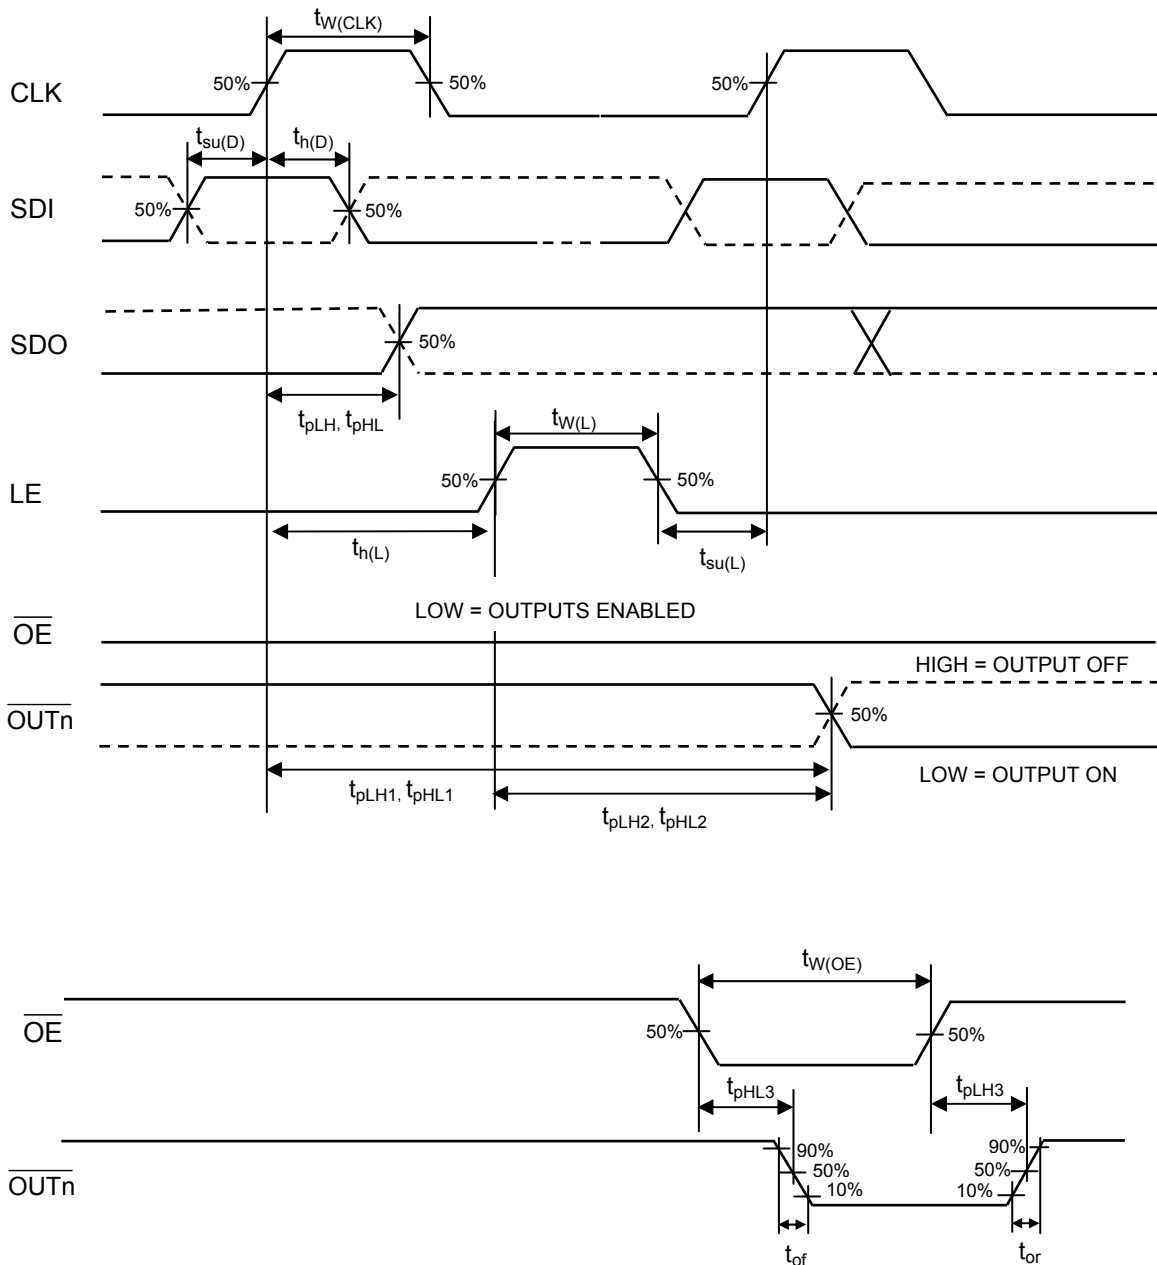 tW(CLK)
50%
50%
50%
CLK
tsu(D)
th(D)
50%
50%
SDI
50%
SDO
tpLH, tpHL
tW(L)
50%
50%
LE
th(L)
tsu(L)
LOW = OUTPUTS ENABLED
OE
HIGH = OUTPUT OFF
OUTn
50%
LOW = OUTPUT ON
tpLH1, tpHL1
tpLH2, tpHL2
tW(OE)
OE
50%
50%
tpHL3
tpLH3
90%
90%
50%
50%
OUTn
10%
10%
tof
tor